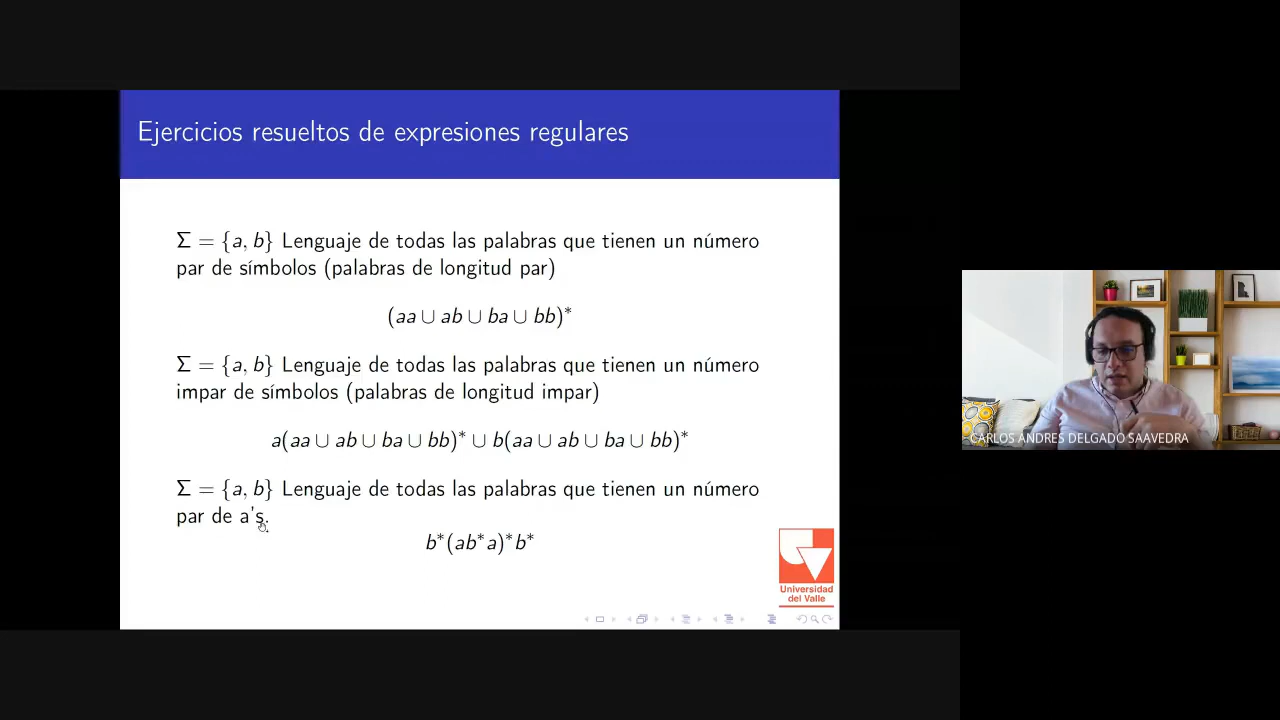 Ejercicios resueltos de expresiones regulares
Σ = {a, b} Lenguaje de todas las palabras que tienen un número
par de símbolos (palabras de longitud par)
(aa ∪ ab ∪ ba ∪ bb)*
Σ = {a, b} Lenguaje de todas las palabras que tienen un número
impar de símbolos (palabras de longitud impar)
a(aa ∪ ab ∪ ba ∪ bb)* ∪ b(aa ∪ ab ∪ ba ∪ bb)*
Σ = {a, b} Lenguaje de todas las palabras que tienen un número
par de a's.
b*(ab*a)*b*
Universidad
del Valle
CARLOS ANDRES DELGADO SAAVEDRA